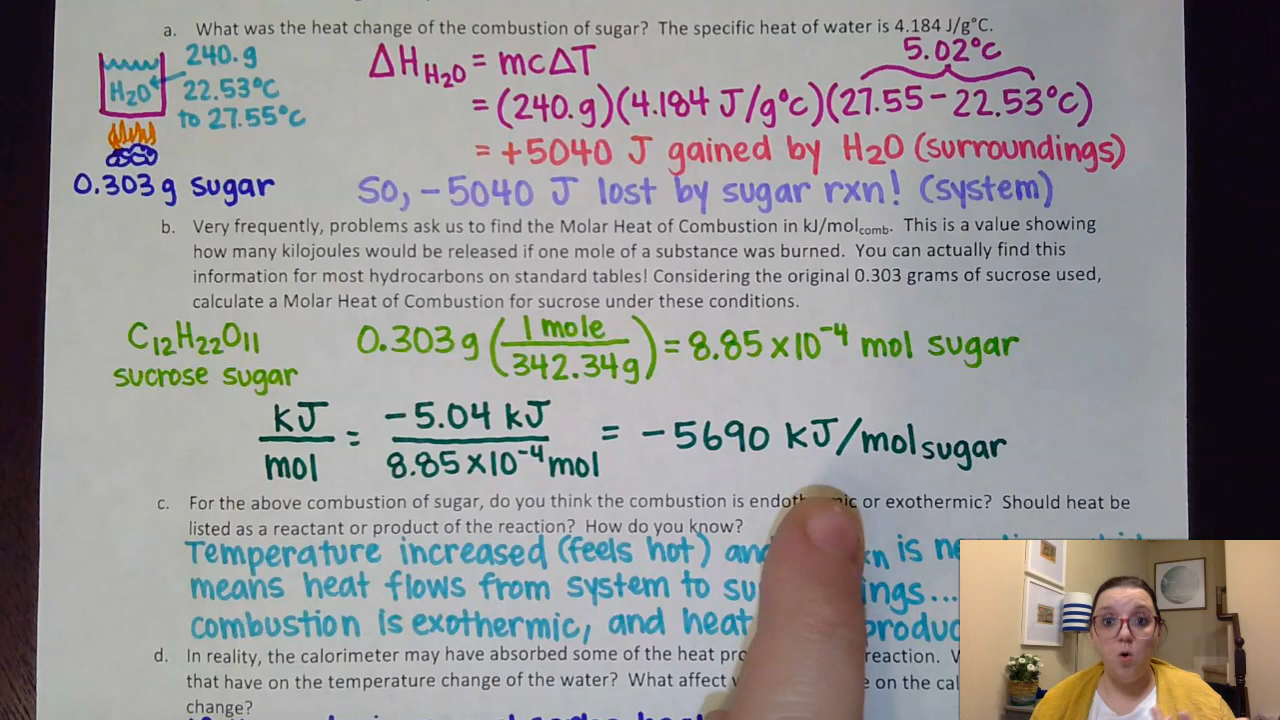 a. What was the heat change of the combustion of sugar? The specific heat of water is 4.184 J/g°C.
5.02°C
240.g
H₂O
22.53°C
to 27.55°C
0.303g sugar
ΔH H₂O = mcΔT
= (240.g)(4.184 J/g°C)(27.55 − 22.53°C)
= +5040 J gained by H₂O (surroundings)
So, −5040 J lost by sugar rxn! (system)
b. Very frequently, problems ask us to find the Molar Heat of Combustion in kJ/molcomb. This is a value showing
how many kilojoules would be released if one mole of a substance was burned. You can actually find this
information for most hydrocarbons on standard tables! Considering the original 0.303 grams of sucrose used,
calculate a Molar Heat of Combustion for sucrose under these conditions.
C₁₂H₂₂O₁₁
sucrose sugar
0.303g (1 mole / 342.34g) = 8.85 x 10⁻⁴ mol sugar
kJ / mol = −5.04 kJ / 8.85 x 10⁻⁴ mol = −5690 kJ/mol sugar
c. For the above combustion of sugar, do you think the combustion is or exothermic? Should heat be
listed as a reactant or product of the reaction? How do you know?
Temperature increased (feels hot) and is
means heat flows from system to
combustion is exothermic, and heat
d. In reality, the calorimeter may have absorbed some of the heat reaction.
that have on the temperature change of the water? What affect on the
change?